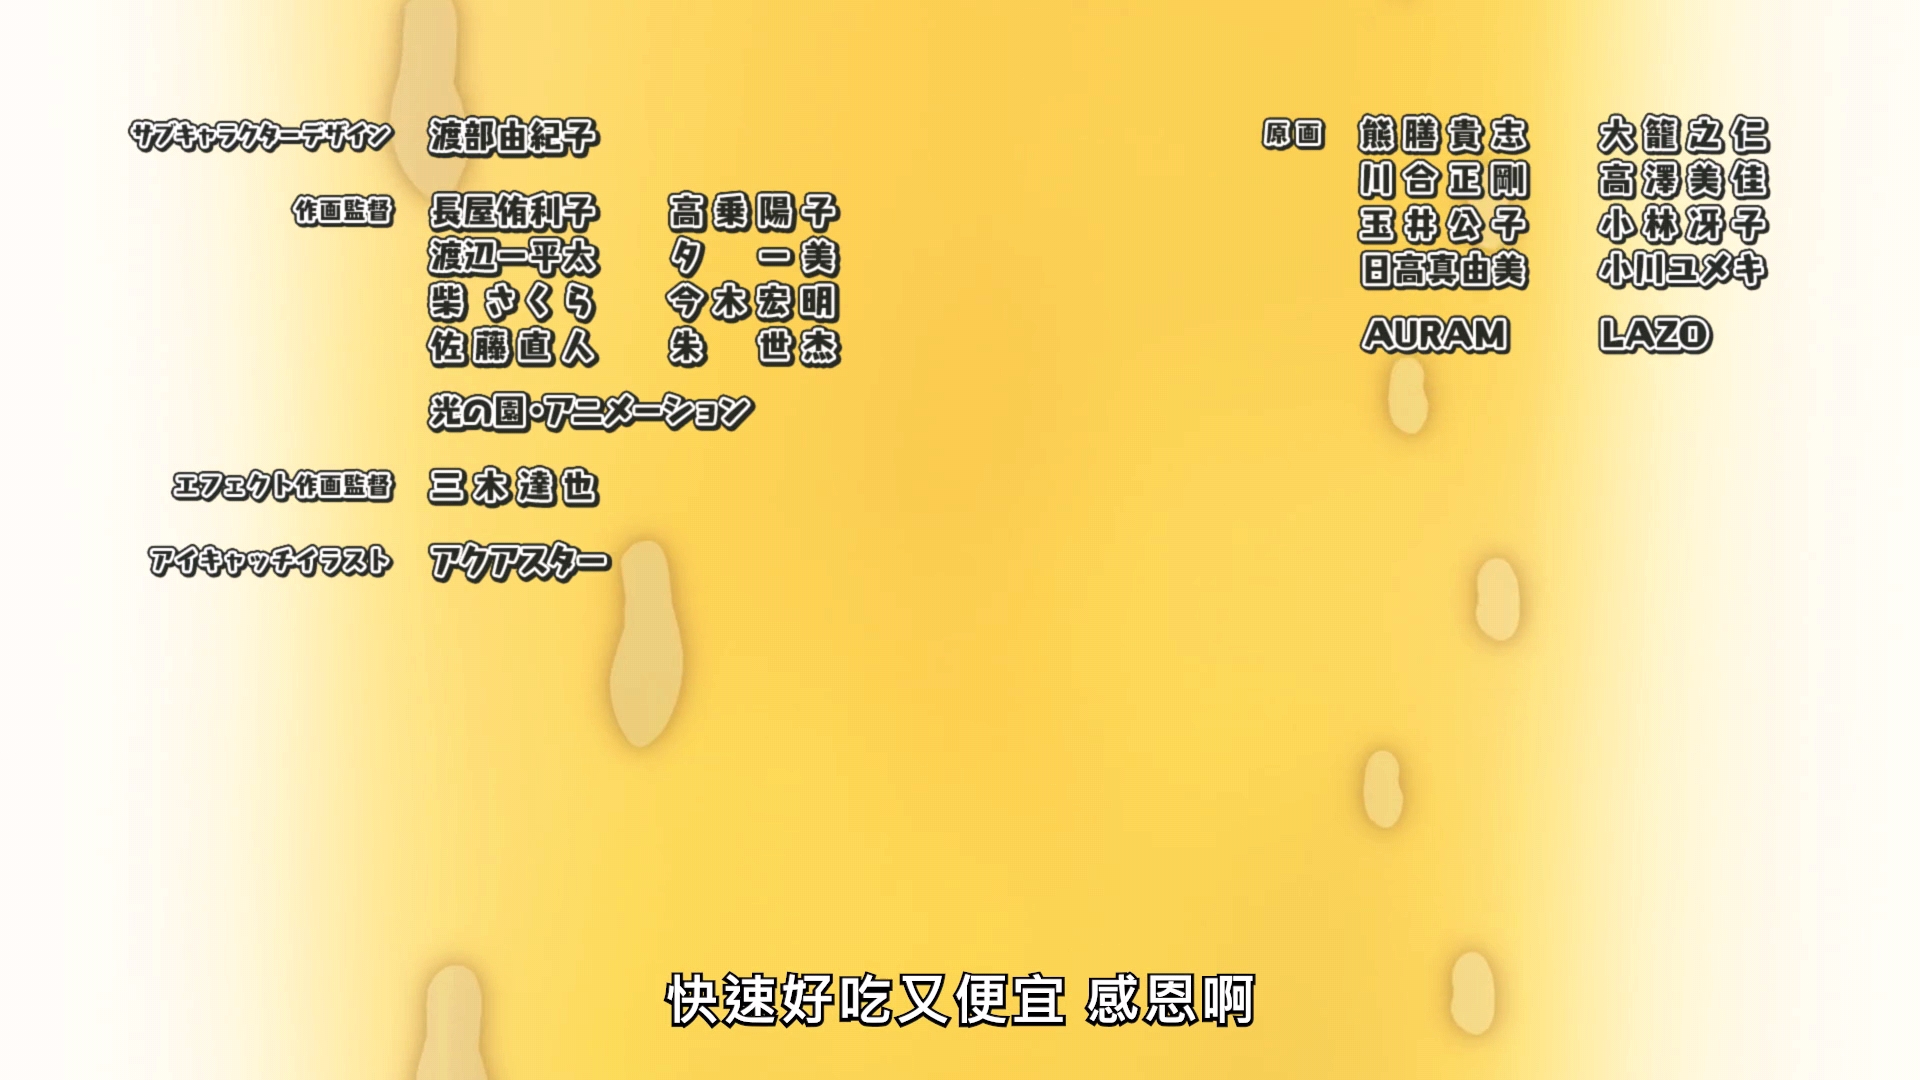 サブキャラクターデザイン 渡部由紀子
作画監督 長屋侑利子 高乗陽子
渡辺一平太 夕一美
柴さくら 今木宏明
佐藤直人 朱世杰
光の園・アニメーション
エフェクト作画監督 三木達也
アイキャッチイラスト アクアスター
原画 熊膳貴志 大籠之仁
川合正剛 高澤美佳
玉井公子 小林冴子
日高真由美 小川ユメキ
AURAM LAZO
快速好吃又便宜 感恩啊